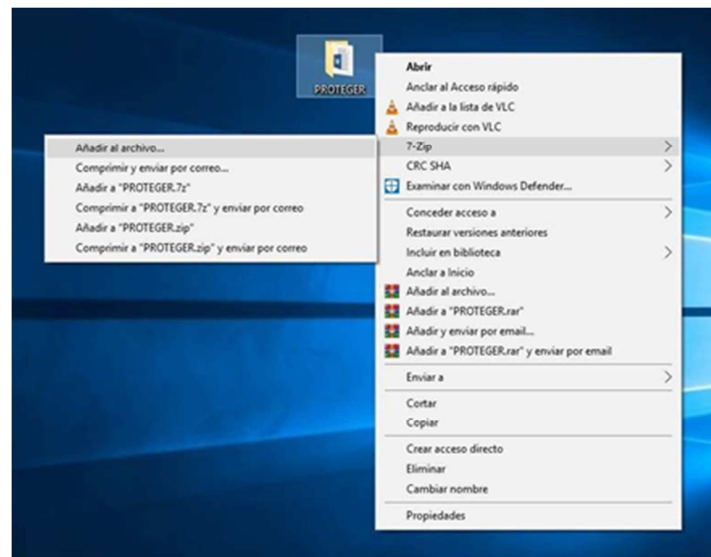 PROTEGER
Abrir
Anclar al Acceso rápido
Añadir a la lista de VLC
Reproducir con VLC
7-Zip
CRC SHA
Examinar con Windows Defender...
Conceder acceso a
Restaurar versiones anteriores
Incluir en biblioteca
Anclar a Inicio
Añadir al archivo...
Añadir a "PROTEGER.rar"
Añadir y enviar por email...
Añadir a "PROTEGER.rar" y enviar por email
Enviar a
Cortar
Copiar
Crear acceso directo
Eliminar
Cambiar nombre
Propiedades
Añadir al archivo...
Comprimir y enviar por correo...
Añadir a "PROTEGER.7z"
Comprimir a "PROTEGER.7z" y enviar por correo
Añadir a "PROTEGER.zip"
Comprimir a "PROTEGER.zip" y enviar por correo